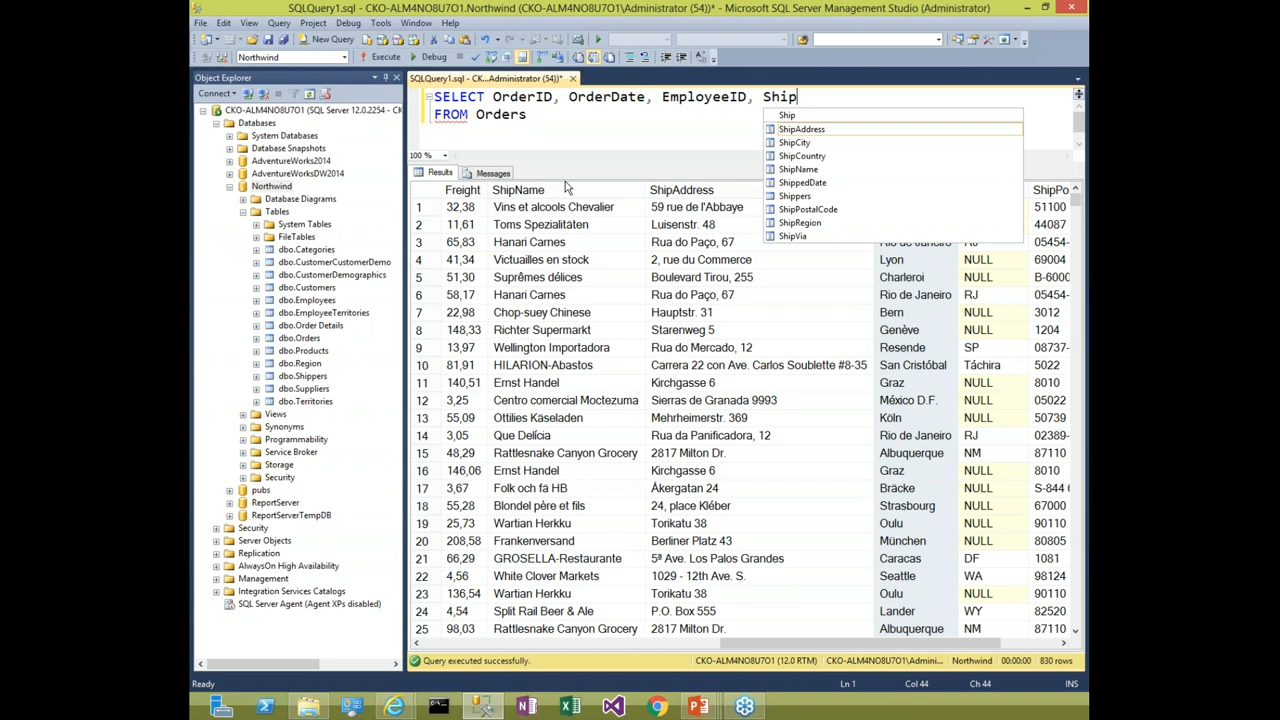 SQLQuery1.sql - CKO-ALM4NO8U7O1.Northwind (CKO-ALM4NO8U7O1\Administrator (54))* - Microsoft SQL Server Management Studio (Administrator)
File Edit View Query Project Debug Tools Window Help
New Query
Northwind Execute Debug
Object Explorer
Connect
CKO-ALM4NO8U7O1 (SQL Server 12.0.2254 - CK
Databases
System Databases
Database Snapshots
AdventureWorks2014
AdventureWorksDW2014
Northwind
Database Diagrams
Tables
System Tables
FileTables
dbo.Categories
dbo.CustomerCustomerDemo
dbo.CustomerDemographics
dbo.Customers
dbo.Employees
dbo.EmployeeTerritories
dbo.Order Details
dbo.Orders
dbo.Products
dbo.Region
dbo.Shippers
dbo.Suppliers
dbo.Territories
Views
Synonyms
Programmability
Service Broker
Storage
Security
pubs
ReportServer
ReportServerTempDB
Security
Server Objects
Replication
AlwaysOn High Availability
Management
Integration Services Catalogs
SQL Server Agent (Agent XPs disabled)
SQLQuery1.sql - CK...Administrator (54))*
SELECT OrderID, OrderDate, EmployeeID, Ship
FROM Orders
Ship
ShipAddress
ShipCity
ShipCountry
ShipName
ShippedDate
Shippers
ShipPostalCode
ShipRegion
ShipVia
100 %
Results Messages
Freight ShipName ShipAddress ShipPo
1 32,38 Vins et alcools Chevalier 59 rue de l'Abbaye 51100
2 11,61 Toms Spezialitäten Luisenstr. 48 44087
3 65,83 Hanari Carnes Rua do Paço, 67 05454-
4 41,34 Victuailles en stock 2, rue du Commerce Lyon NULL 69004
5 51,30 Suprêmes délices Boulevard Tirou, 255 Charleroi NULL B-6000
6 58,17 Hanari Carnes Rua do Paço, 67 Rio de Janeiro RJ 05454-
7 22,98 Chop-suey Chinese Hauptstr. 31 Bern NULL 3012
8 148,33 Richter Supermarkt Starenweg 5 Genève NULL 1204
9 13,97 Wellington Importadora Rua do Mercado, 12 Resende SP 08737-
10 81,91 HILARION-Abastos Carrera 22 con Ave. Carlos Soublette #8-35 San Cristóbal Táchira 5022
11 140,51 Ernst Handel Kirchgasse 6 Graz NULL 8010
12 3,25 Centro comercial Moctezuma Sierras de Granada 9993 México D.F. NULL 05022
13 55,09 Ottilies Käseladen Mehrheimerstr. 369 Köln NULL 50739
14 3,05 Que Delícia Rua da Panificadora, 12 Rio de Janeiro RJ 02389-
15 48,29 Rattlesnake Canyon Grocery 2817 Milton Dr. Albuquerque NM 87110
16 146,06 Ernst Handel Kirchgasse 6 Graz NULL 8010
17 3,67 Folk och fä HB Åkergatan 24 Bräcke NULL S-844 6
18 55,28 Blondel père et fils 24, place Kléber Strasbourg NULL 67000
19 25,73 Wartian Herkku Torikatu 38 Oulu NULL 90110
20 208,58 Frankenversand Berliner Platz 43 München NULL 80805
21 66,29 GROSELLA-Restaurante 5ª Ave. Los Palos Grandes Caracas DF 1081
22 4,56 White Clover Markets 1029 - 12th Ave. S. Seattle WA 98124
23 136,54 Wartian Herkku Torikatu 38 Oulu NULL 90110
24 4,54 Split Rail Beer & Ale P.O. Box 555 Lander WY 82520
25 98,03 Rattlesnake Canyon Grocery 2817 Milton Dr. Albuquerque NM 87110
Query executed successfully. CKO-ALM4NO8U7O1 (12.0 RTM) CKO-ALM4NO8U7O1\Admini... Northwind 00:00:00 830 rows
Ready Ln 1 Col 44 Ch 44 INS